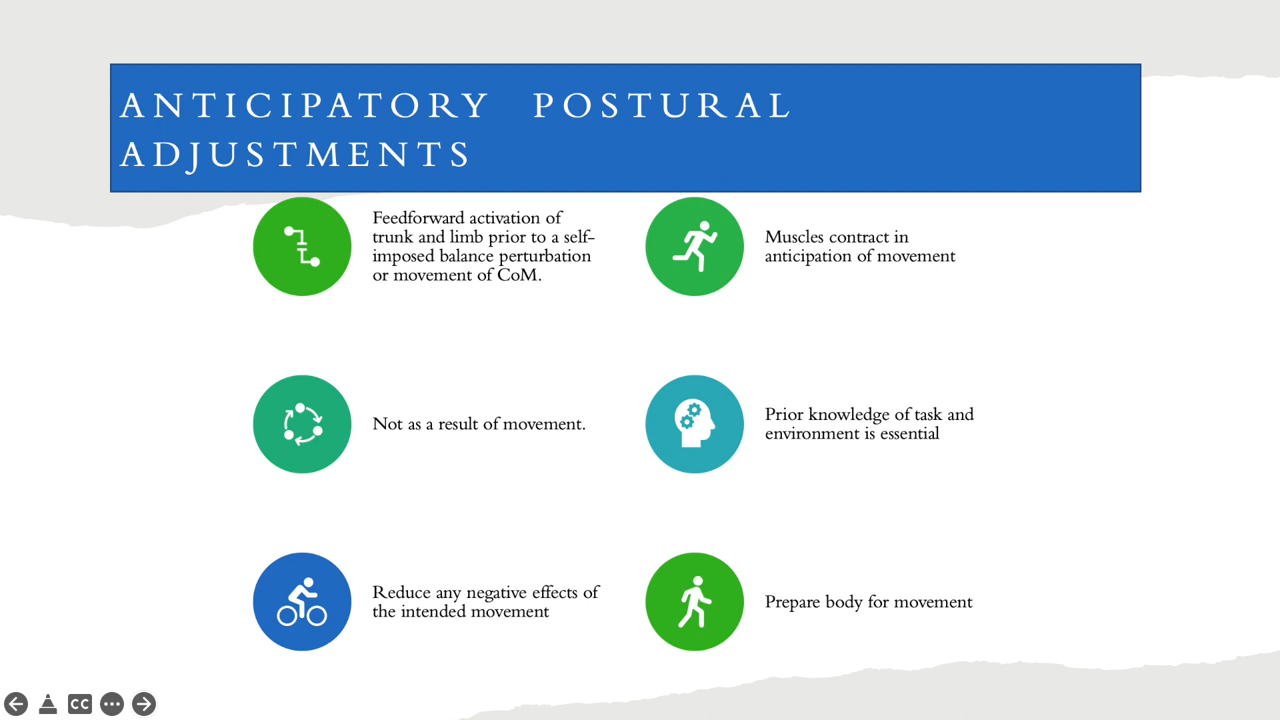 ANTICIPATORY POSTURAL
ADJUSTMENTS
Feedforward activation of
trunk and limb prior to a self-
imposed balance perturbation
or movement of CoM.
Muscles contract in
anticipation of movement
Not as a result of movement.
Prior knowledge of task and
environment is essential
Reduce any negative effects of
the intended movement
Prepare body for movement
CC